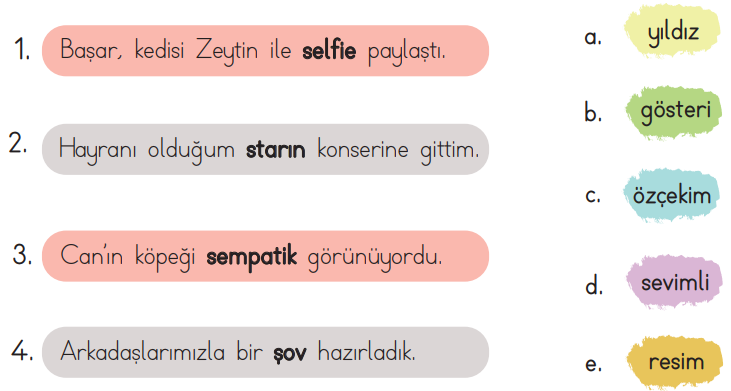 1. Başar, kedisi Zeytin ile selfie paylaştı.
2. Hayranı olduğum starın konserine gittim.
3. Can'ın köpeği sempatik görünüyordu.
4. Arkadaşlarımızla bir şov hazırladık.
a. yıldız
b. gösteri
c. özçekim
d. sevimli
e. resim